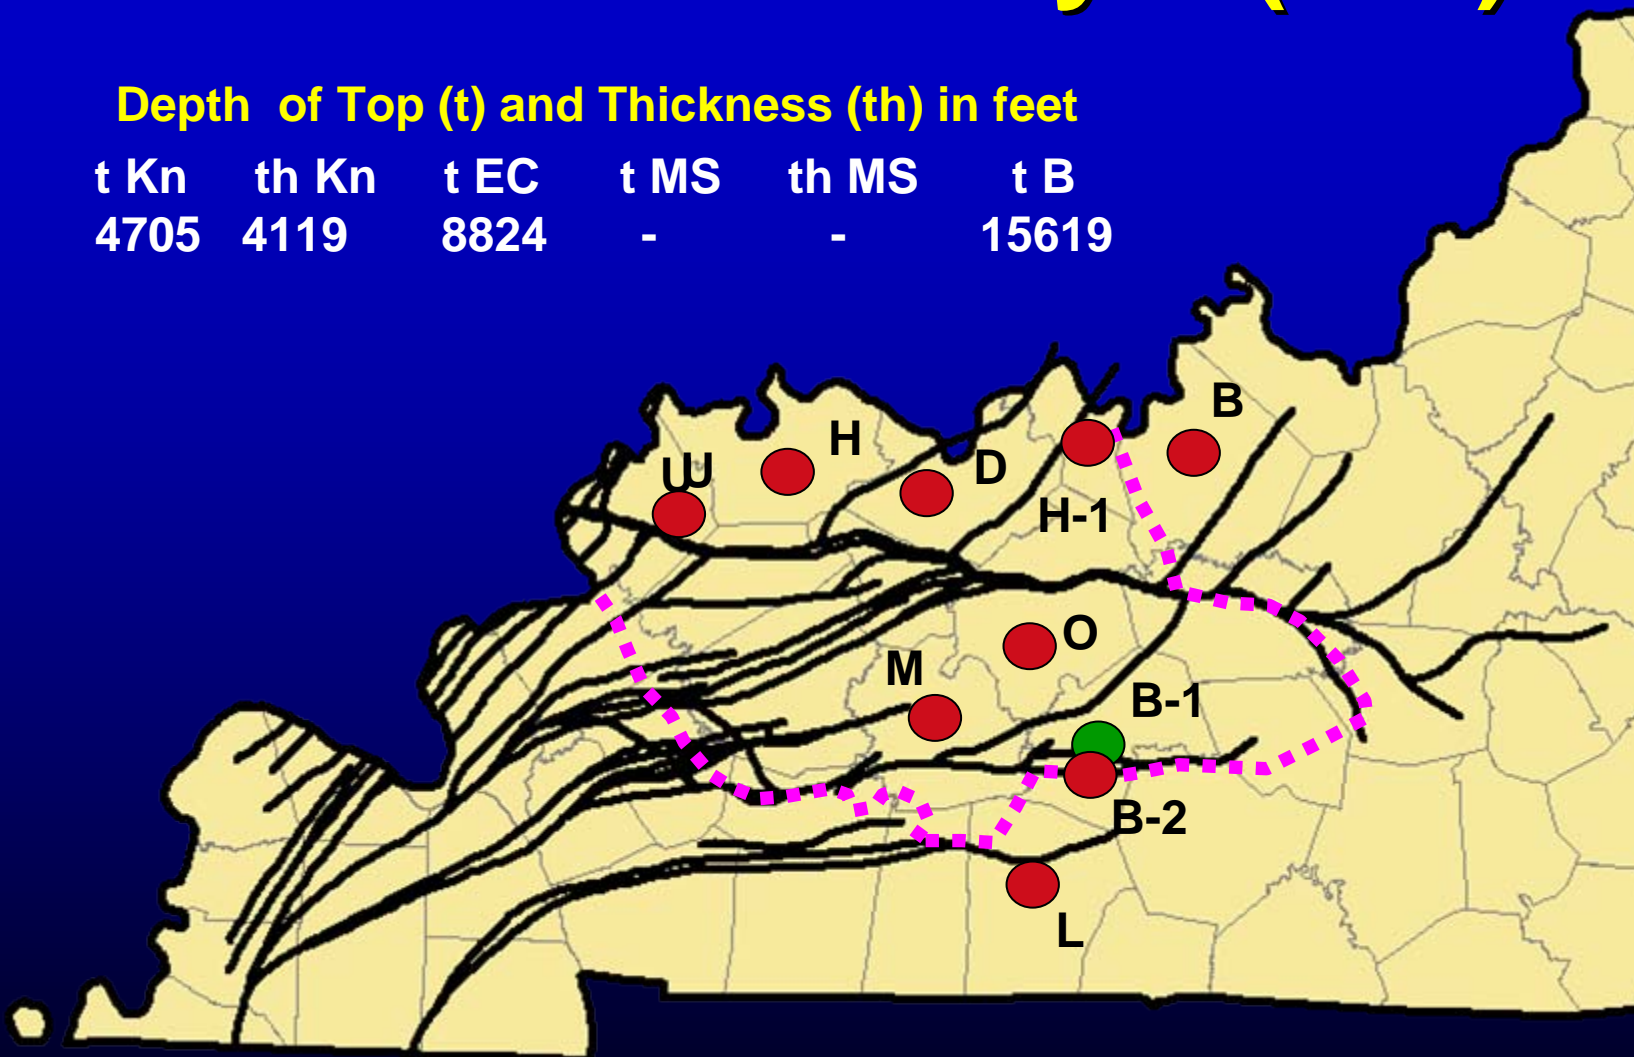 Depth of Top (t) and Thickness (th) in feet
t Kn th Kn t EC t MS th MS t B
4705 4119 8824 - - 15619
B
H
U
U
D
H-1
O
M
B-1
B-2
L